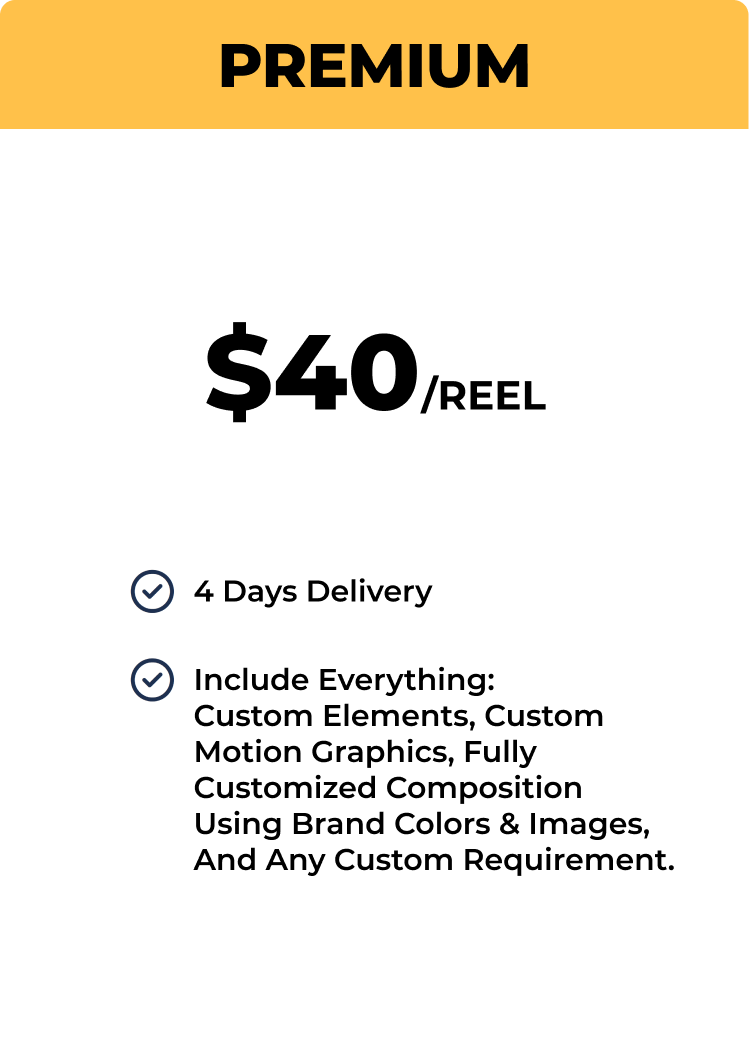 PREMIUM
$40/REEL
4 Days Delivery
Include Everything:
Custom Elements, Custom
Motion Graphics, Fully
Customized Composition
Using Brand Colors & Images,
And Any Custom Requirement.